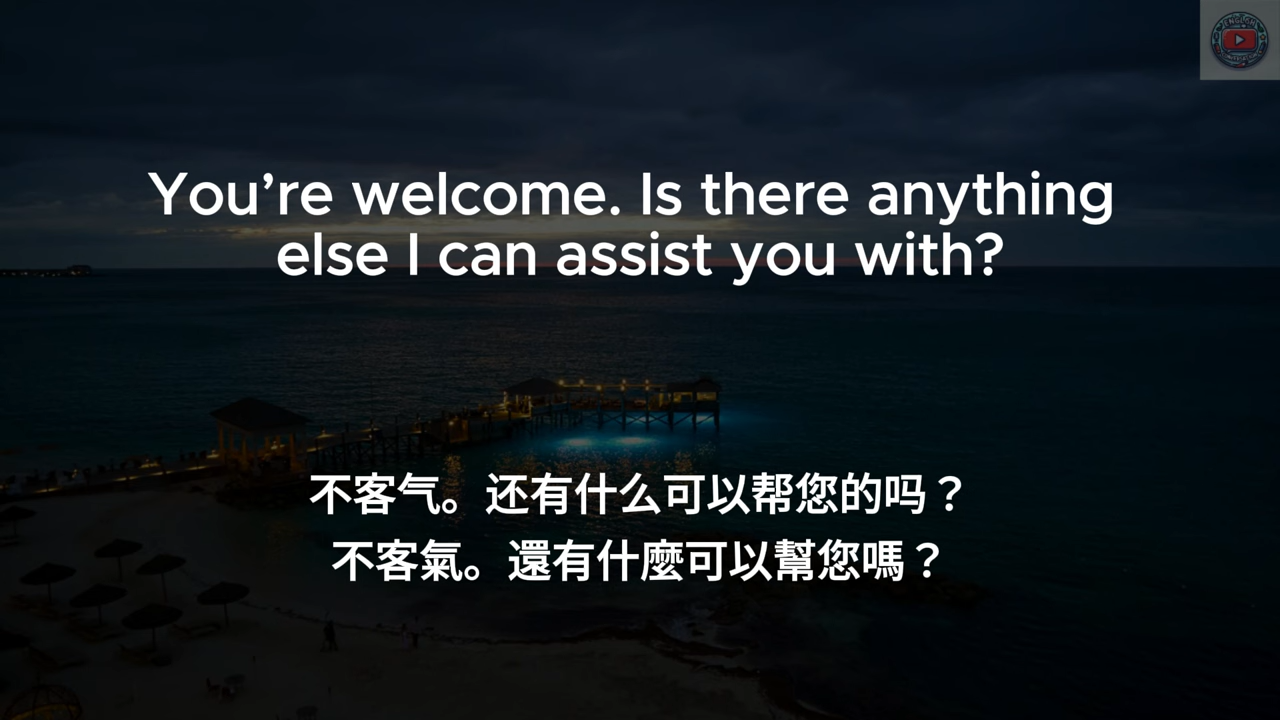 You’re welcome. Is there anything
else I can assist you with?
不客气。还有什么可以帮您的吗？
不客氣。還有什麼可以幫您嗎？